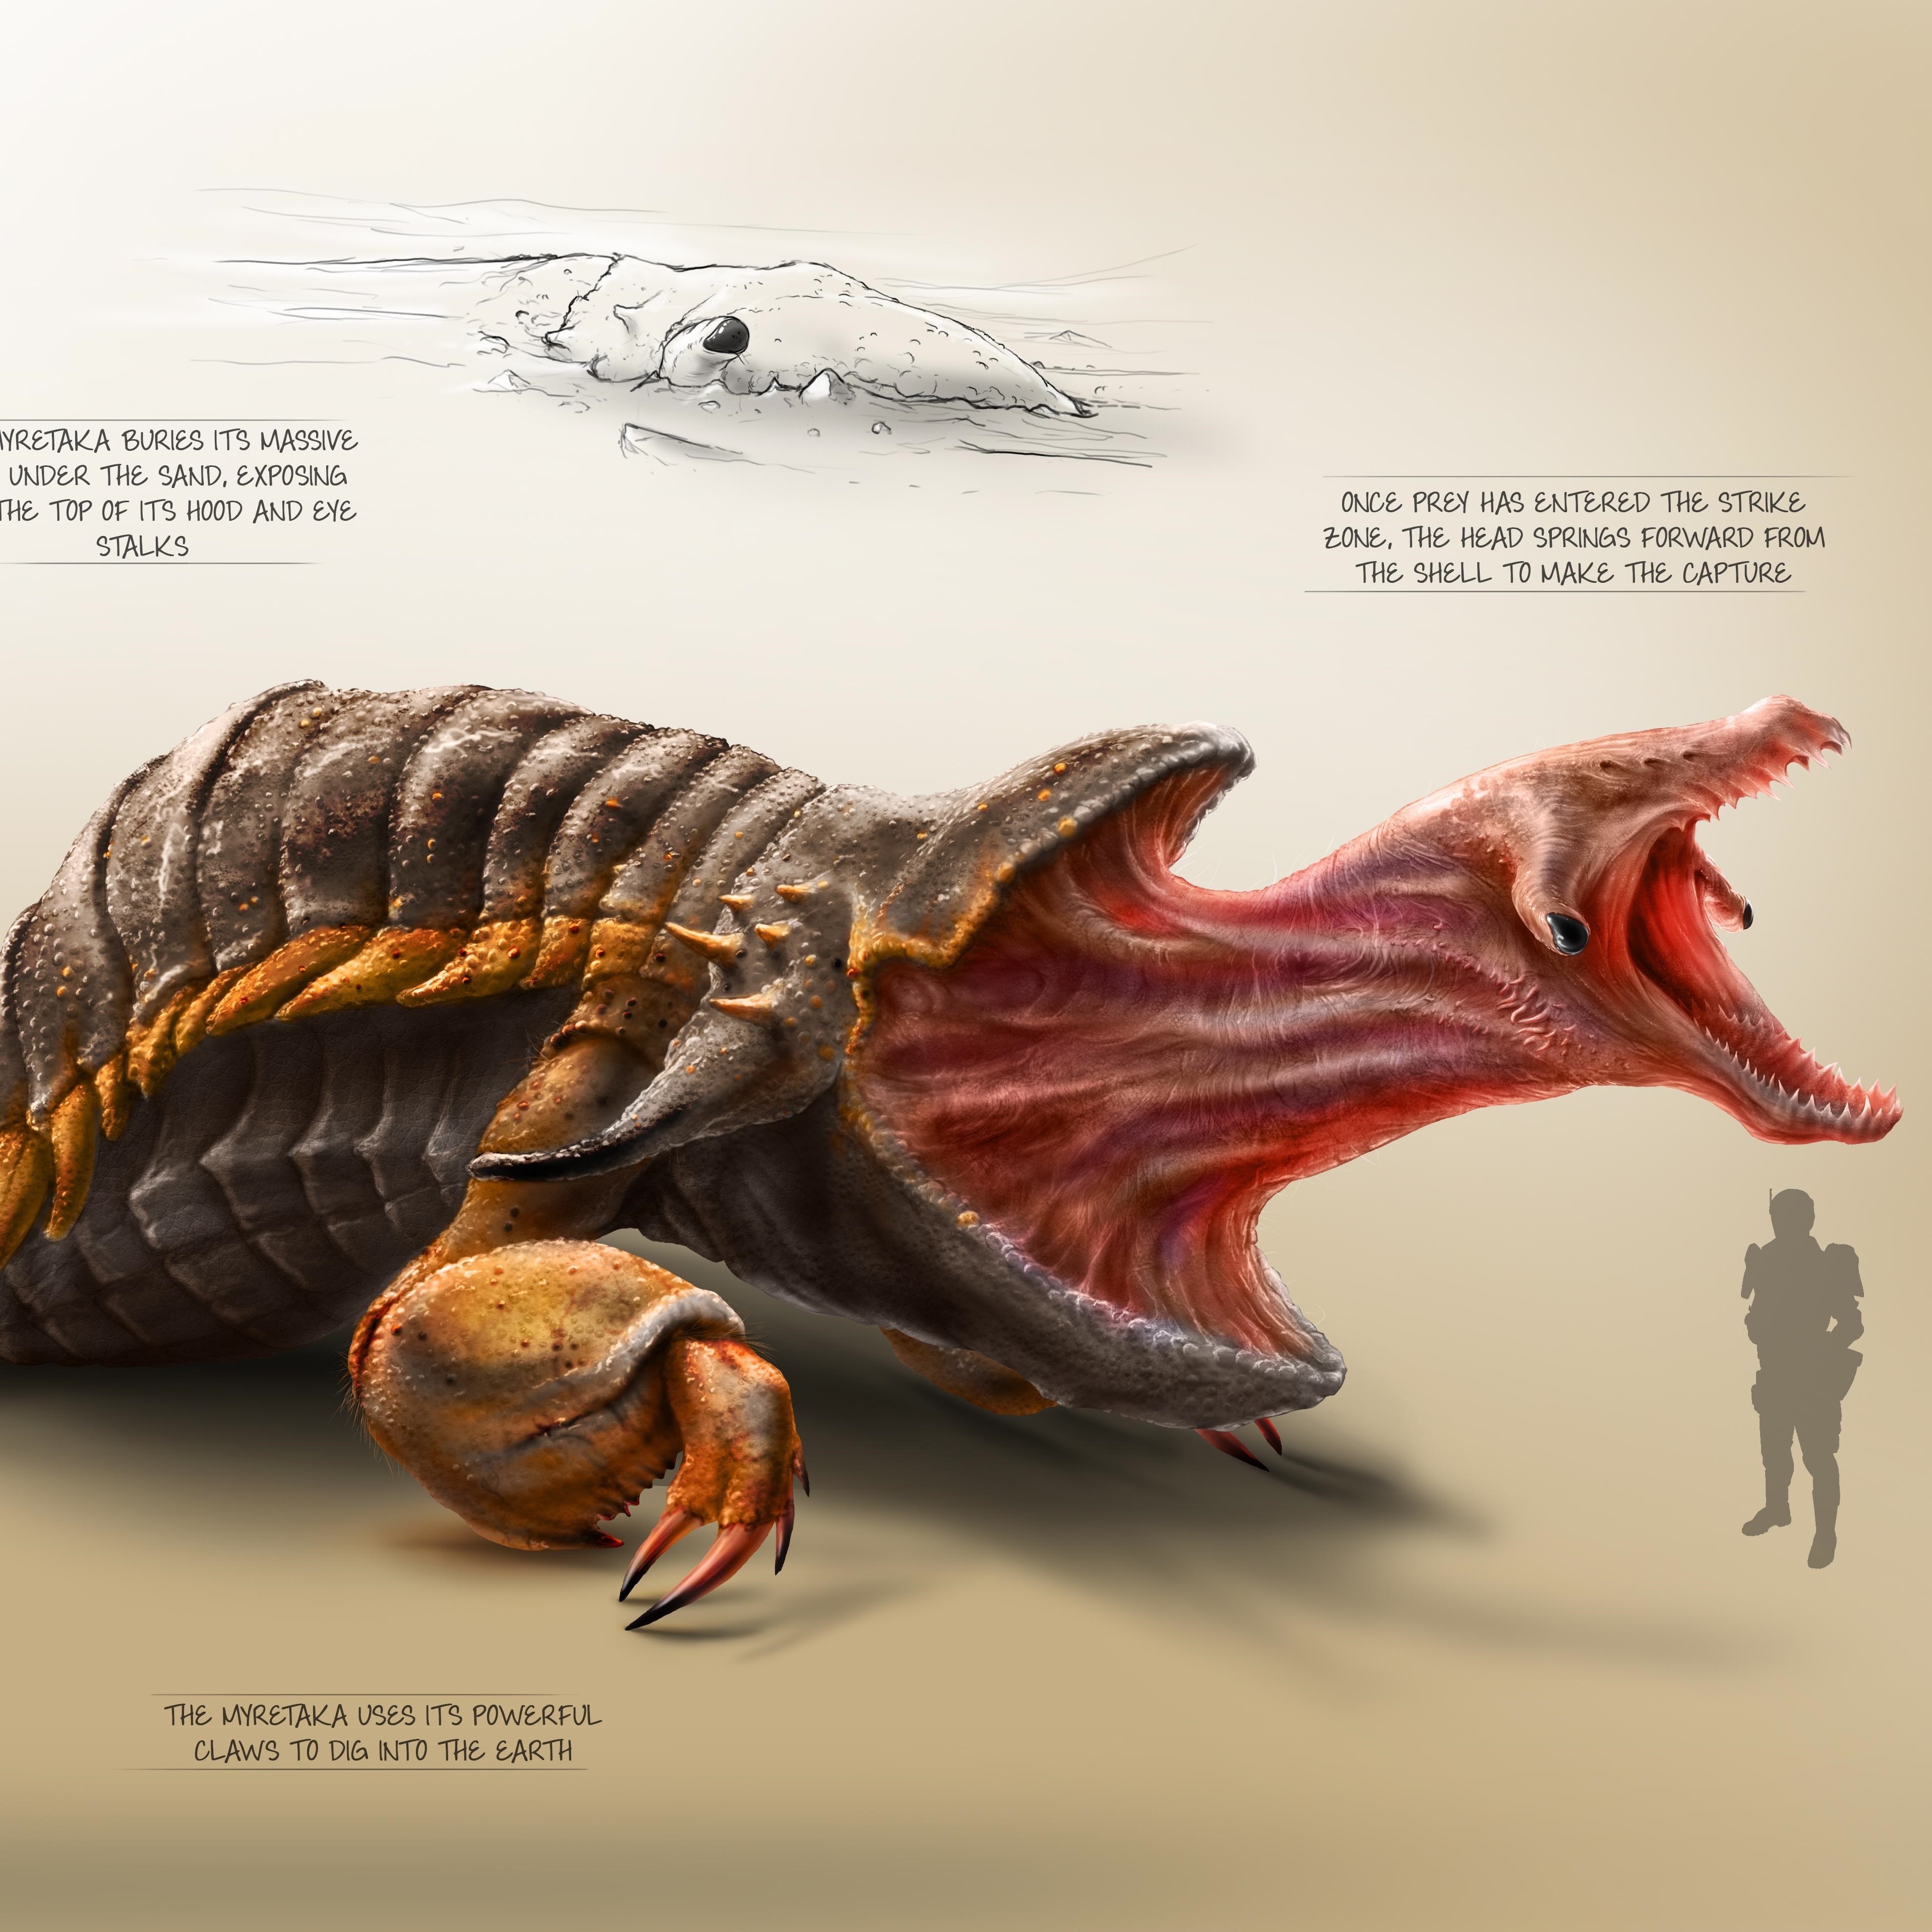 MYRETAKA BURIES ITS MASSIVE
UNDER THE SAND, EXPOSING
THE TOP OF ITS HOOD AND EYE
STALKS
ONCE PREY HAS ENTERED THE STRIKE
ZONE, THE HEAD SPRINGS FORWARD FROM
THE SHELL TO MAKE THE CAPTURE
THE MYRETAKA USES ITS POWERFUL
CLAWS TO DIG INTO THE EARTH